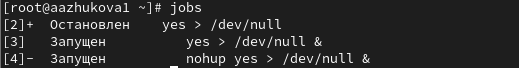 [root@aazhukova1 ~]# jobs
[2]+  Остановлен    yes > /dev/null
[3]   Запущен          yes > /dev/null &
[4]-  Запущен          nohup yes > /dev/null &